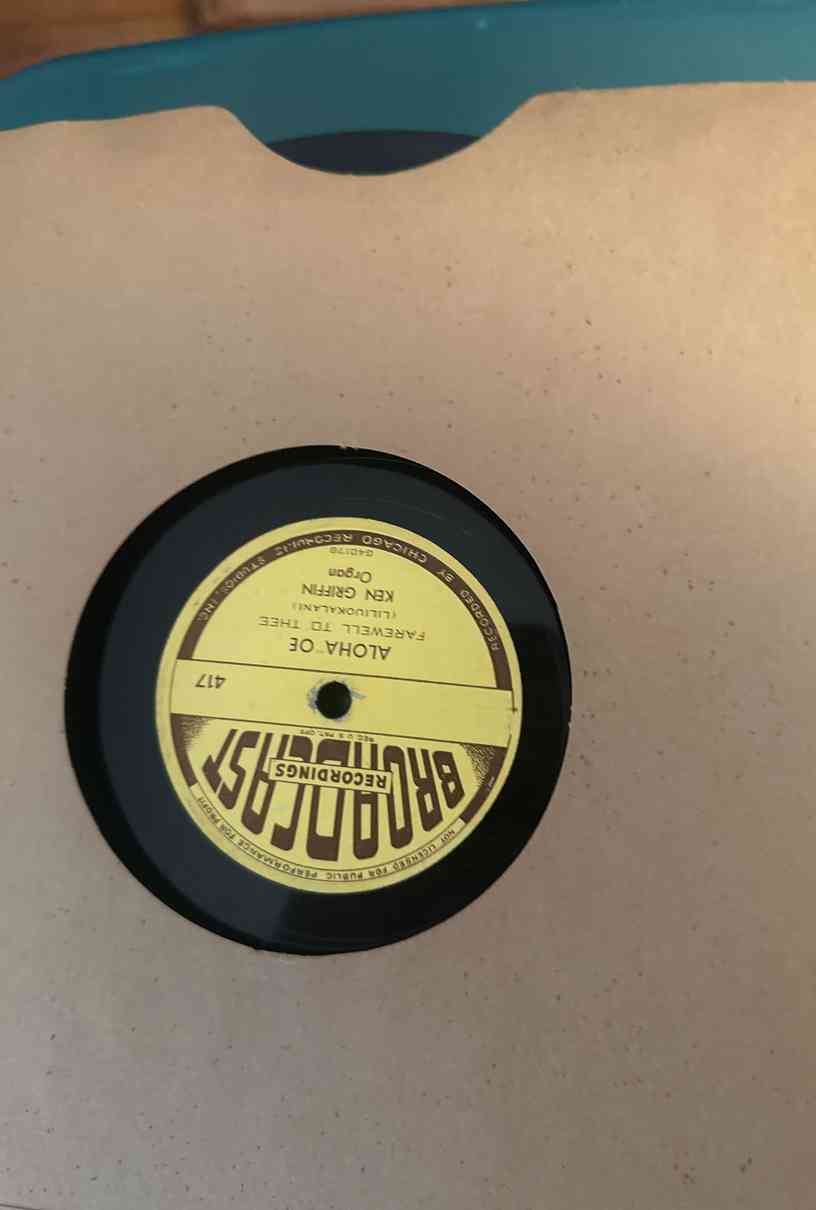 NOT LICENSED FOR PUBLIC PERFORMANCE FOR PROFIT
BROADCAST
RECORDINGS
REG. U.S. PAT. OFF.
417
ALOHA OE
FAREWELL TO THEE
(LILIUOKALANI)
KEN GRIFFIN
Organ
RECORDED BY CHICAGO RECORDING STUDIOS, INC.